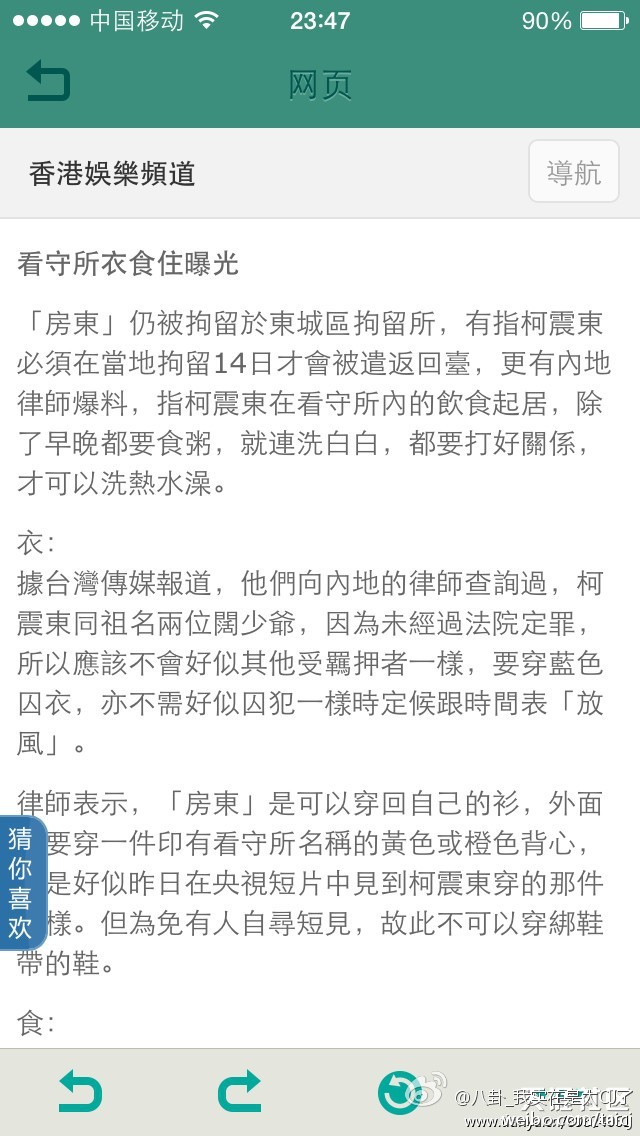 中国移动 23:47 90%
网页
香港娛樂頻道 導航
看守所衣食住曝光
「房東」仍被拘留於東城區拘留所，有指柯震東
必須在當地拘留14日才會被遣返回臺，更有內地
律師爆料，指柯震東在看守所內的飲食起居，除
了早晚都要食粥，就連洗白白，都要打好關係，
才可以洗熱水澡。
衣：
據台灣傳媒報道，他們向內地的律師查詢過，柯
震東同祖名兩位闊少爺，因為未經過法院定罪，
所以應該不會好似其他受羈押者一樣，要穿藍色
囚衣，亦不需好似囚犯一樣時定候跟時間表「放
風」。
律師表示，「房東」是可以穿回自己的衫，外面
要穿一件印有看守所名稱的黃色或橙色背心，
是好似昨日在央視短片中見到柯震東穿的那件
樣。但為免有人自尋短見，故此不可以穿綁鞋
帶的鞋。
猜你喜欢
食：
@八卦_我实在是太CJ了